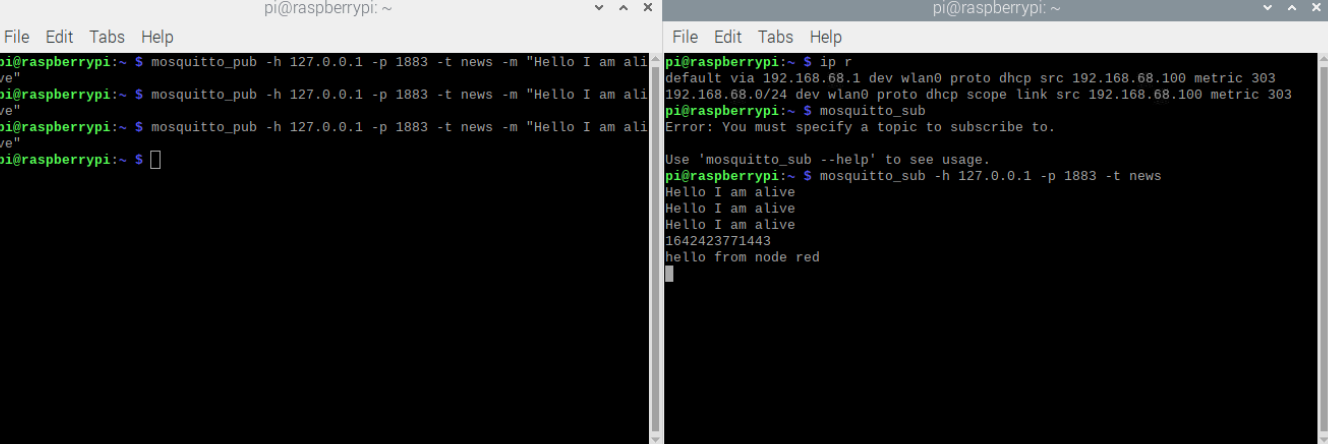 pi@raspberrypi: ~
File Edit Tabs Help
pi@raspberrypi:~ $ mosquitto_pub -h 127.0.0.1 -p 1883 -t news -m "Hello I am ali
ve"
pi@raspberrypi:~ $ mosquitto_pub -h 127.0.0.1 -p 1883 -t news -m "Hello I am ali
ve"
pi@raspberrypi:~ $ mosquitto_pub -h 127.0.0.1 -p 1883 -t news -m "Hello I am ali
ve"
pi@raspberrypi:~ $
pi@raspberrypi: ~
File Edit Tabs Help
pi@raspberrypi:~ $ ip r
default via 192.168.68.1 dev wlan0 proto dhcp src 192.168.68.100 metric 303
192.168.68.0/24 dev wlan0 proto dhcp scope link src 192.168.68.100 metric 303
pi@raspberrypi:~ $ mosquitto_sub
Error: You must specify a topic to subscribe to.
Use 'mosquitto_sub --help' to see usage.
pi@raspberrypi:~ $ mosquitto_sub -h 127.0.0.1 -p 1883 -t news
Hello I am alive
Hello I am alive
Hello I am alive
1642423771443
hello from node red